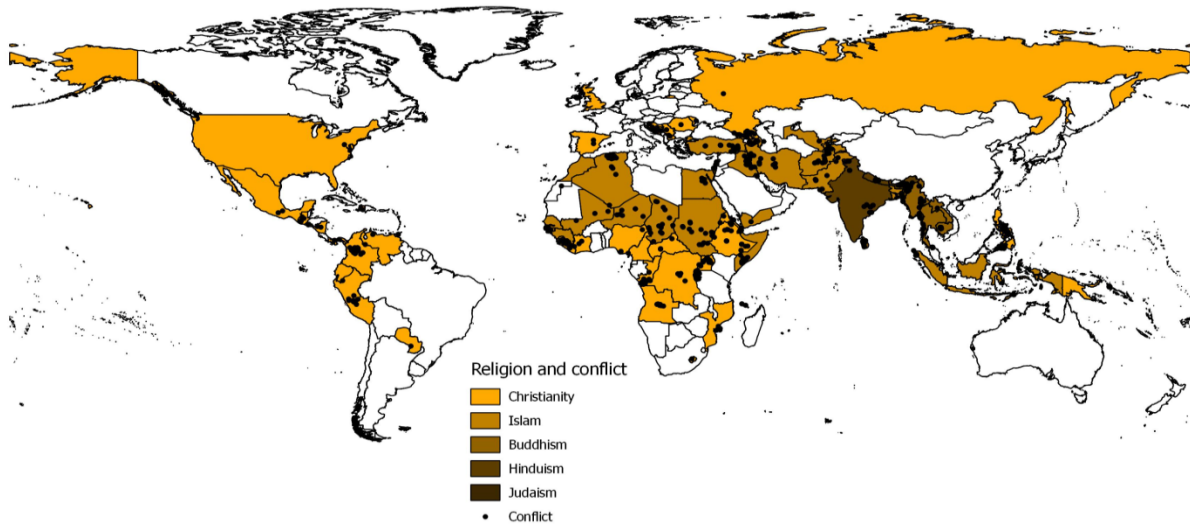 Religion and conflict
Christianity
Islam
Buddhism
Hinduism
Judaism
Conflict